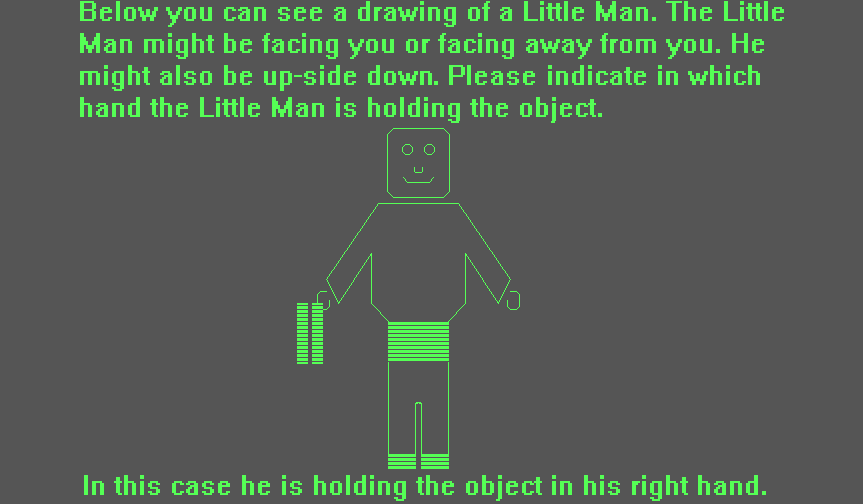 Below you can see a drawing of a Little Man. The Little
Man might be facing you or facing away from you. He
might also be up-side down. Please indicate in which
hand the Little Man is holding the object.
In this case he is holding the object in his right hand.